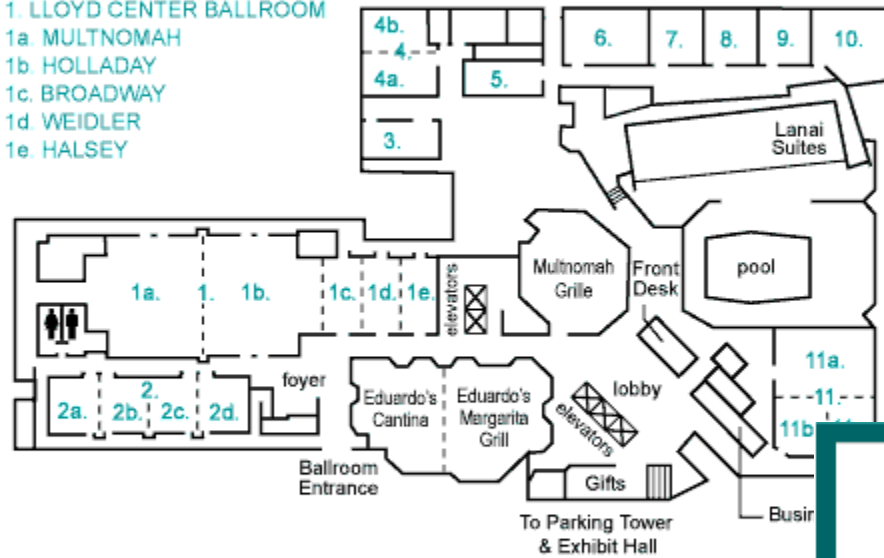 1. LLOYD CENTER BALLROOM
1a. MULTNOMAH
1b. HOLLADAY
1c. BROADWAY
1d. WEIDLER
1e. HALSEY
4b.
4.
4a.
5.
6.
7.
8.
9.
10.
3.
Lanai
Suites
1a.
1.
1b.
1c.
1d.
1e.
elevators
Multnomah
Grille
Front
Desk
pool
2.
2a.
2b.
2c.
2d.
foyer
Eduardo's
Cantina
Eduardo's
Margarita
Grill
elevators
lobby
11a.
11.
11b
Ballroom
Entrance
Gifts
To Parking Tower
& Exhibit Hall